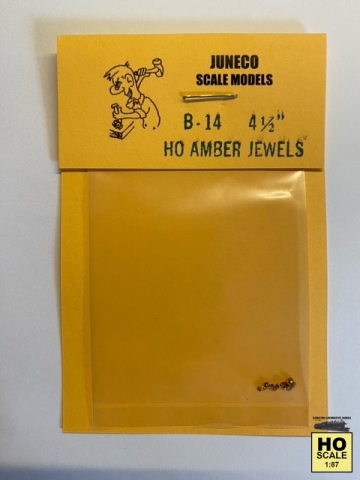 JUNECO
SCALE MODELS
B-14 4½"
HO AMBER JEWELS
HO
SCALE
1:87